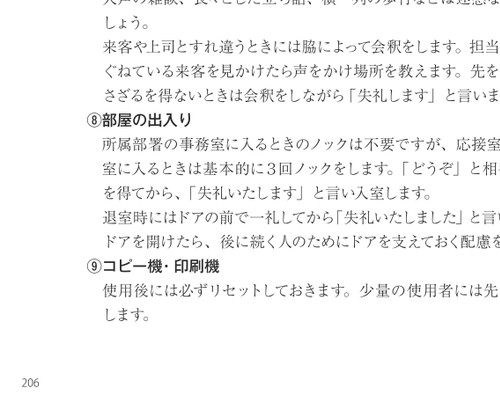 大声の雑談、長々とした立ち話、横一列の歩行などは迷惑な
しょう。
来客や上司とすれ違うときには脇によって会釈をします。担当
ぐねている来客を見かけたら声をかけ場所を教えます。先を
さざるを得ないときは会釈をしながら「失礼します」と言いま
⑧部屋の出入り
所属部署の事務室に入るときのノックは不要ですが、応接室
室に入るときは基本的に3回ノックをします。「どうぞ」と相
を得てから、「失礼いたします」と言い入室します。
退室時にはドアの前で一礼してから「失礼いたしました」と言い
ドアを開けたら、後に続く人のためにドアを支えておく配慮を
⑨コピー機・印刷機
使用後には必ずリセットしておきます。少量の使用者には先
します。
206